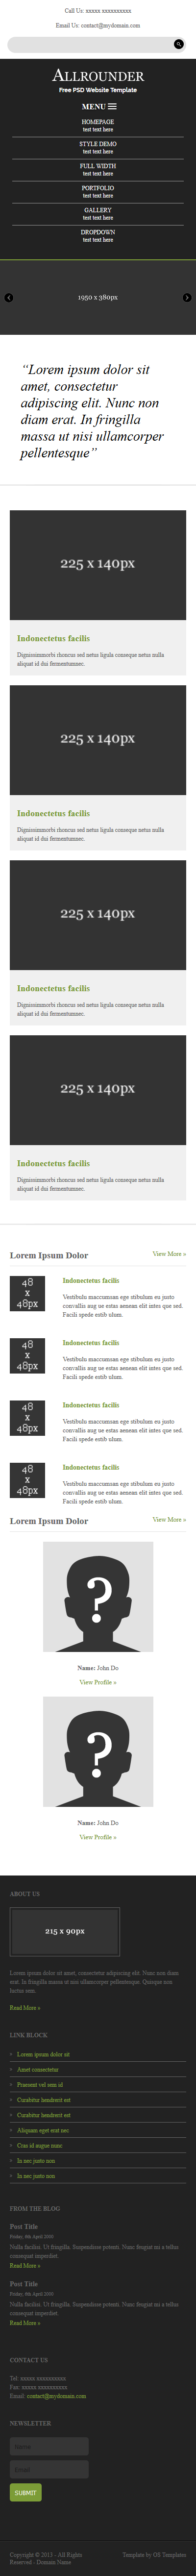 Call Us: xxxxx xxxxxxxxxx
Email Us: contact@mydomain.com
ALLROUNDER
Free PSD Website Template
MENU
HOMEPAGE
test text here
STYLE DEMO
test text here
FULL WIDTH
test text here
PORTFOLIO
test text here
GALLERY
test text here
DROPDOWN
test text here
1950 x 380px
“Lorem ipsum dolor sit
amet, consectetur
adipiscing elit. Nunc non
diam erat. In fringilla
massa ut nisi ullamcorper
pellentesque”
225 x 140px
Indonectetus facilis
Dignissimmorbi rhoncus sed netus ligula conseque netus milla
aliquat id dui fermentumnec.
225 x 140px
Indonectetus facilis
Dignissimmorbi rhoncus sed netus ligula conseque netus milla
aliquat id dui fermentumnec.
225 x 140px
Indonectetus facilis
Dignissimmorbi rhoncus sed netus ligula conseque netus milla
aliquat id dui fermentumnec.
225 x 140px
Indonectetus facilis
Dignissimmorbi rhoncus sed netus ligula conseque netus milla
aliquat id dui fermentumnec.
Lorem Ipsum Dolor
View More »
48
x
48px
Indonectetus facilis
Vestibulu maccumsan ege stibulum eu justo
convallis aug ue estas aenean elit intes que sed.
Facili spede estib ulum.
48
x
48px
Indonectetus facilis
Vestibulu maccumsan ege stibulum eu justo
convallis aug ue estas aenean elit intes que sed.
Facili spede estib ulum.
48
x
48px
Indonectetus facilis
Vestibulu maccumsan ege stibulum eu justo
convallis aug ue estas aenean elit intes que sed.
Facili spede estib ulum.
48
x
48px
Indonectetus facilis
Vestibulu maccumsan ege stibulum eu justo
convallis aug ue estas aenean elit intes que sed.
Facili spede estib ulum.
Lorem Ipsum Dolor
View More »
?
Name: John Do
View Profile »
?
Name: John Do
View Profile »
ABOUT US
215 x 90px
Lorem ipsum dolor sit amet, consectetur adipiscing elit. Nunc non diam
erat. In fringilla massa ut nisi ullamcorper pellentesque. Quisque non
luctus sem.
Read More »
LINK BLOCK
Lorem ipsum dolor sit
Amet consectetur
Praesent vel sem id
Curabitur hendrerit est
Curabitur hendrerit est
Aliquam eget erat nec
Cras id augue nunc
In nec justo non
In nec justo non
FROM THE BLOG
Post Title
Friday, 6th April 2000
Nulla facilisi. Ut fringilla. Suspendisse potenti. Nunc feugiat mi a tellus
consequat imperdiet.
Read More »
Post Title
Friday, 6th April 2000
Nulla facilisi. Ut fringilla. Suspendisse potenti. Nunc feugiat mi a tellus
consequat imperdiet.
Read More »
CONTACT US
Tel: xxxxx xxxxxxxxxx
Fax: xxxxx xxxxxxxxxx
Email: contact@mydomain.com
NEWSLETTER
Name
Email
SUBMIT
Copyright © 2013 - All Rights
Reserved - Domain Name
Template by OS Templates